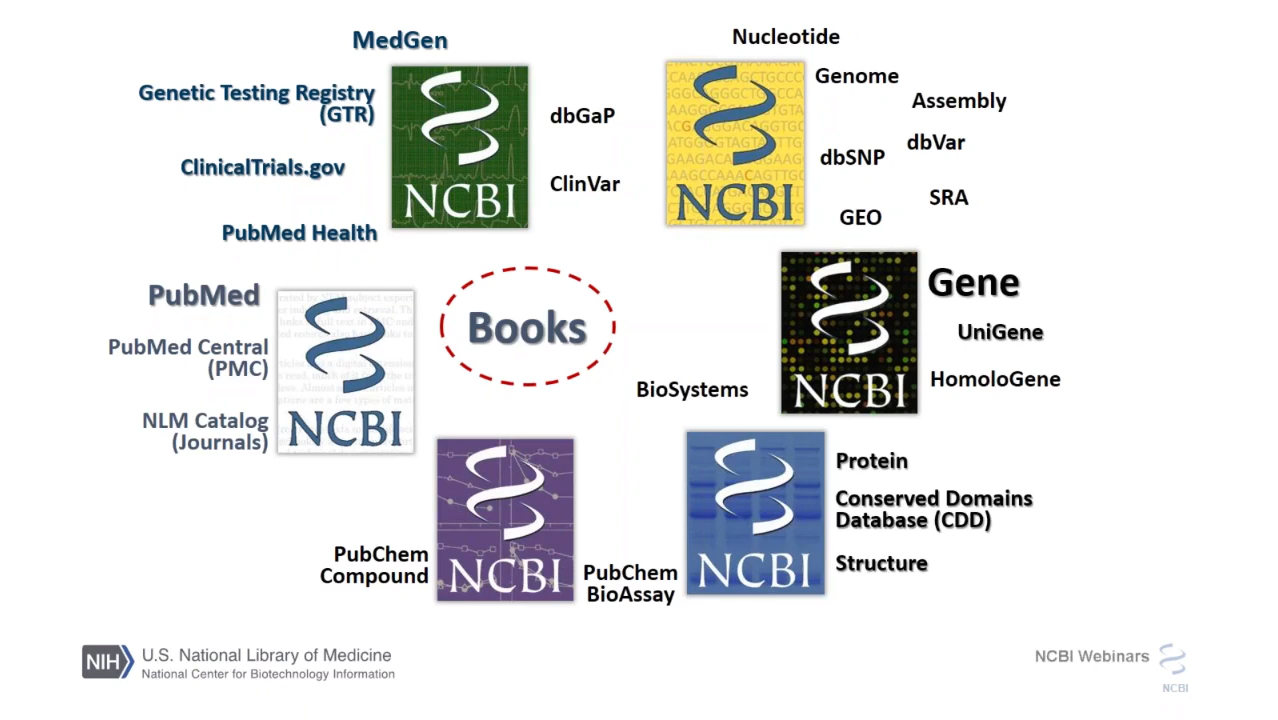 MedGen
Genetic Testing Registry
(GTR)
ClinicalTrials.gov
PubMed Health
NCBI
dbGaP
ClinVar
Nucleotide
Genome
Assembly
dbVar
dbSNP
SRA
GEO
NCBI
PubMed
PubMed Central
(PMC)
NLM Catalog
(Journals)
NCBI
Books
Gene
UniGene
HomoloGene
BioSystems
NCBI
PubChem
Compound
NCBI
PubChem
BioAssay
NCBI
Protein
Conserved Domains
Database (CDD)
Structure
NIH
U.S. National Library of Medicine
National Center for Biotechnology Information
NCBI Webinars
NCBI